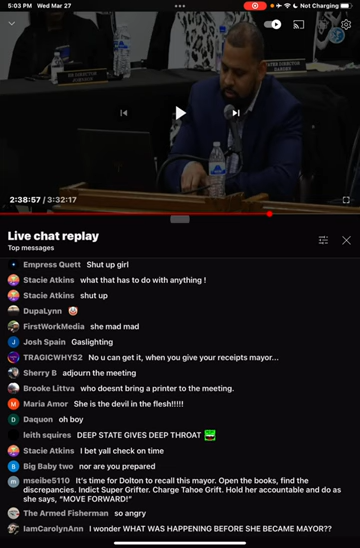 5:03 PM Wed Mar 27
Not Charging
2:38:57 / 3:32:17
Live chat replay
Top messages
Empress Quett Shut up girl
Stacie Atkins what that has to do with anything !
Stacie Atkins shut up
DupaLynn 🤡
FirstWorkMedia she mad mad
Josh Spain Gaslighting
TRAGICWHYS2 No u can get it, when you give your receipts mayor...
Sherry B adjourn the meeting
Brooke Littva who doesnt bring a printer to the meeting.
Maria Amor She is the devil in the flesh!!!!!
Daquon oh boy
leith squires DEEP STATE GIVES DEEP THROAT
Stacie Atkins I bet yall check on time
Big Baby two nor are you prepared
mseibe5110 It's time for Dolton to recall this mayor. Open the books, find the
discrepancies. Indict Super Grifter. Charge Tahoe Grift. Hold her accountable and do as
she says, “MOVE FORWARD!”
The Armed Fisherman so angry
IamCarolynAnn I wonder WHAT WAS HAPPENING BEFORE SHE BECAME MAYOR??